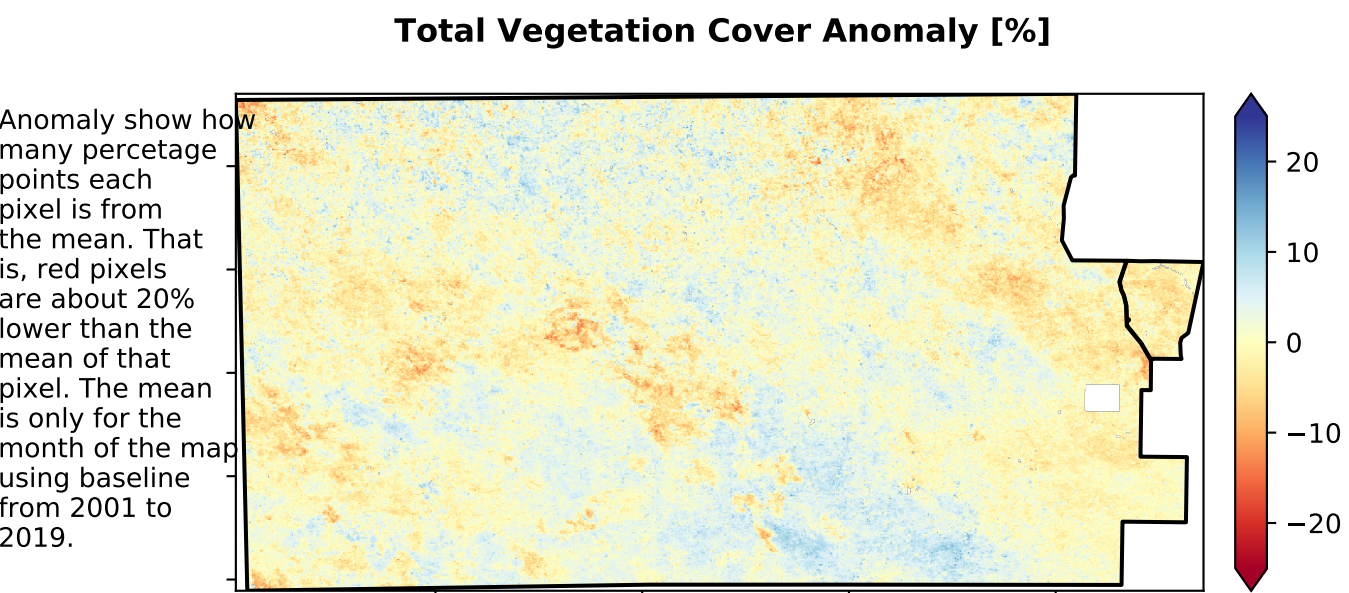 Total Vegetation Cover Anomaly [%]
Anomaly show how
many percetage
points each
pixel is from
the mean. That
is, red pixels
are about 20%
lower than the
mean of that
pixel. The mean
is only for the
month of the map
using baseline
from 2001 to
2019.
20
10
0
−10
−20